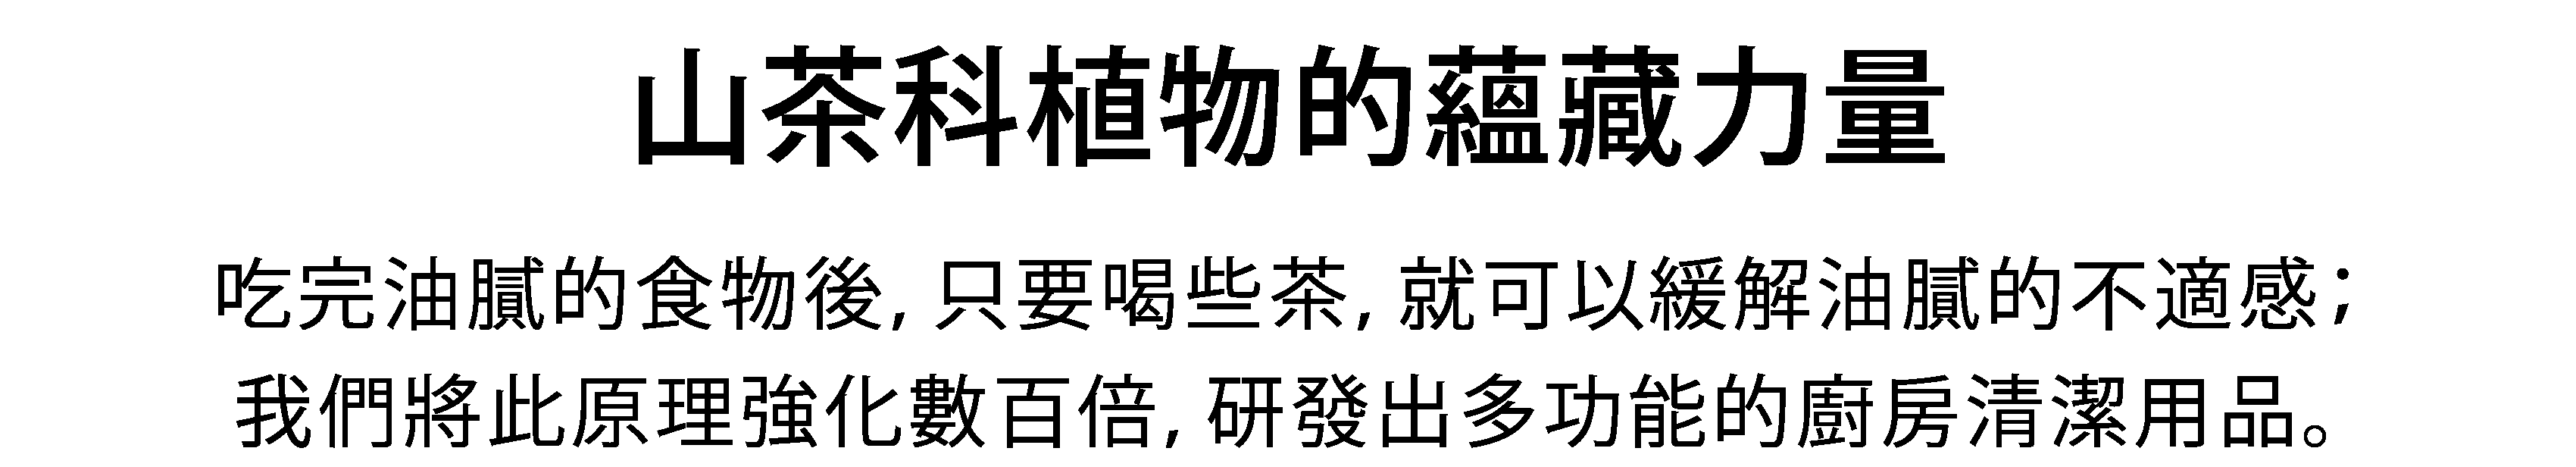 山茶科植物的蘊藏力量
吃完油膩的食物後, 只要喝些茶, 就可以緩解油膩的不適感;
我們將此原理強化數百倍, 研發出多功能的廚房清潔用品。